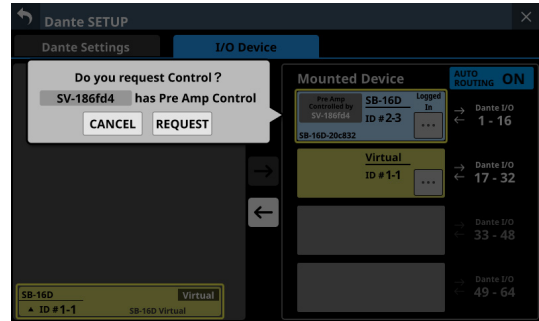 Dante SETUP
Dante Settings
I/O Device
Do you request Control ?
SV-186fd4 has Pre Amp Control
CANCEL
REQUEST
Mounted Device
AUTO
ROUTING ON
Pre Amp
Controlled by
SV-186fd4
SB-16D
Logged
In
ID # 2-3
...
SB-16D-20c832
Dante I/O
1 - 16
Virtual
ID # 1-1
...
Dante I/O
17 - 32
Dante I/O
33 - 48
Dante I/O
49 - 64
SB-16D
Virtual
ID # 1-1
SB-16D Virtual